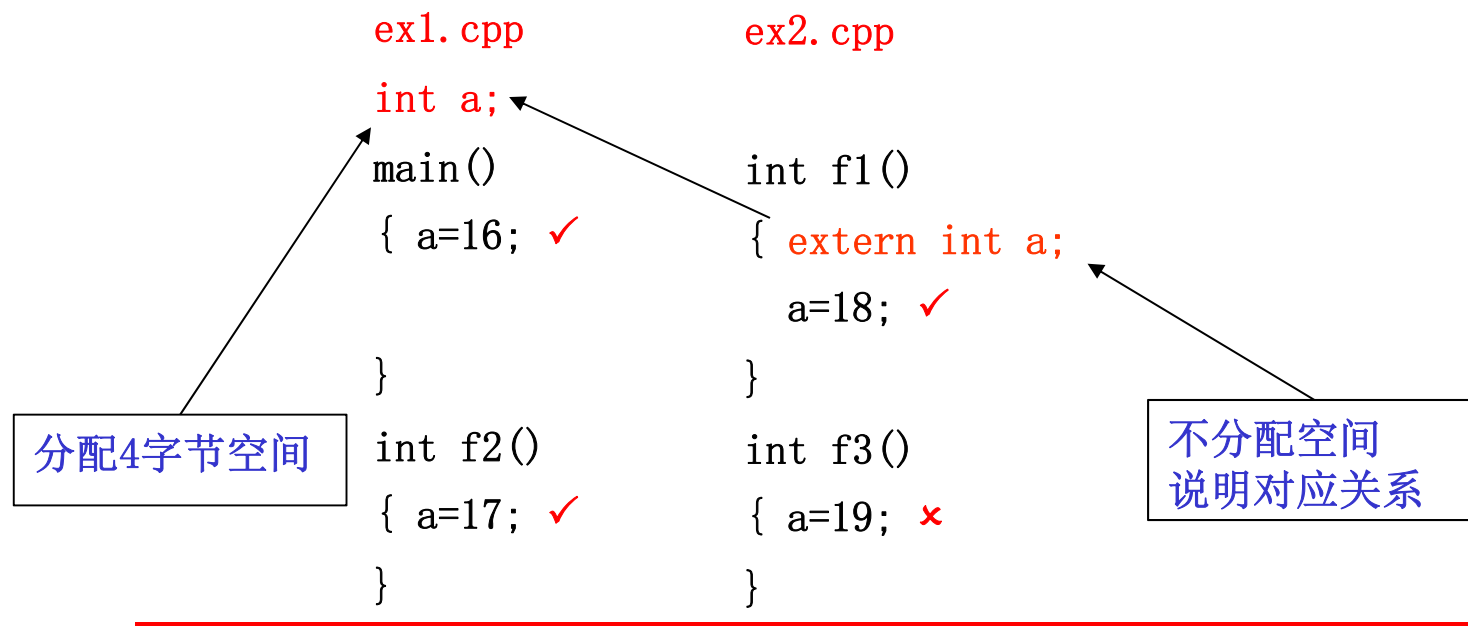 ex1.cpp
int a;
main()
{ a=16; ✓
}
int f2()
{ a=17; ✓
}
ex2.cpp
int f1()
{ extern int a;
a=18; ✓
}
int f3()
{ a=19; ×
}
分配4字节空间
不分配空间
说明对应关系